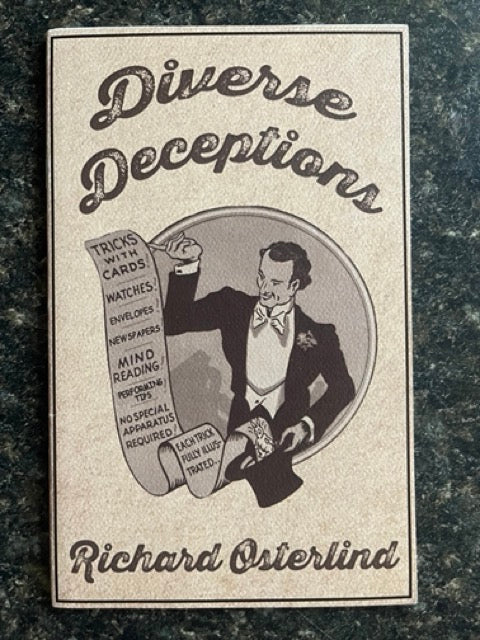 Diverse
Deceptions
TRICKS
WITH
CARDS!
WATCHES!
ENVELOPES!
NEWSPAPERS
MIND
READING!
PERFORMING
TIPS
NO SPECIAL
APPARATUS
REQUIRED!
EACH TRICK
FULLY ILLUS-
TRATED..
Richard Osterlind